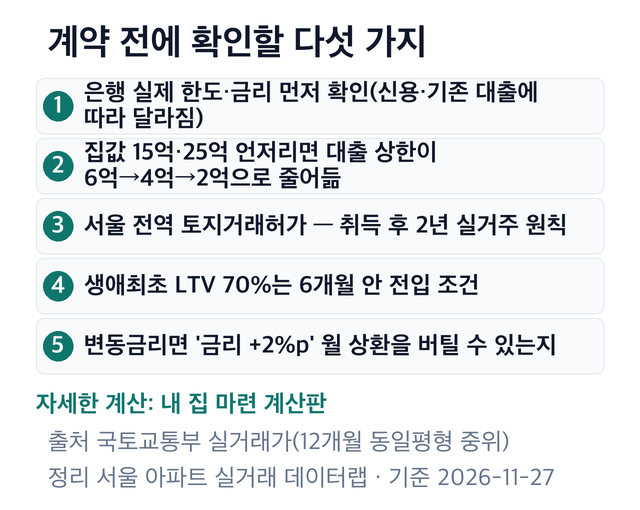 계약 전에 확인할 다섯 가지
1 은행 실제 한도·금리 먼저 확인(신용·기존 대출에
따라 달라짐)
2 집값 15억·25억 언저리면 대출 상한이
6억→4억→2억으로 줄어듦
3 서울 전역 토지거래허가 — 취득 후 2년 실거주 원칙
4 생애최초 LTV 70%는 6개월 안 전입 조건
5 변동금리면 '금리 +2%p' 월 상환을 버틸 수 있는지
자세한 계산: 내 집 마련 계산판
출처 국토교통부 실거래가(12개월 동일평형 중위)
정리 서울 아파트 실거래 데이터랩 · 기준 2026-11-27